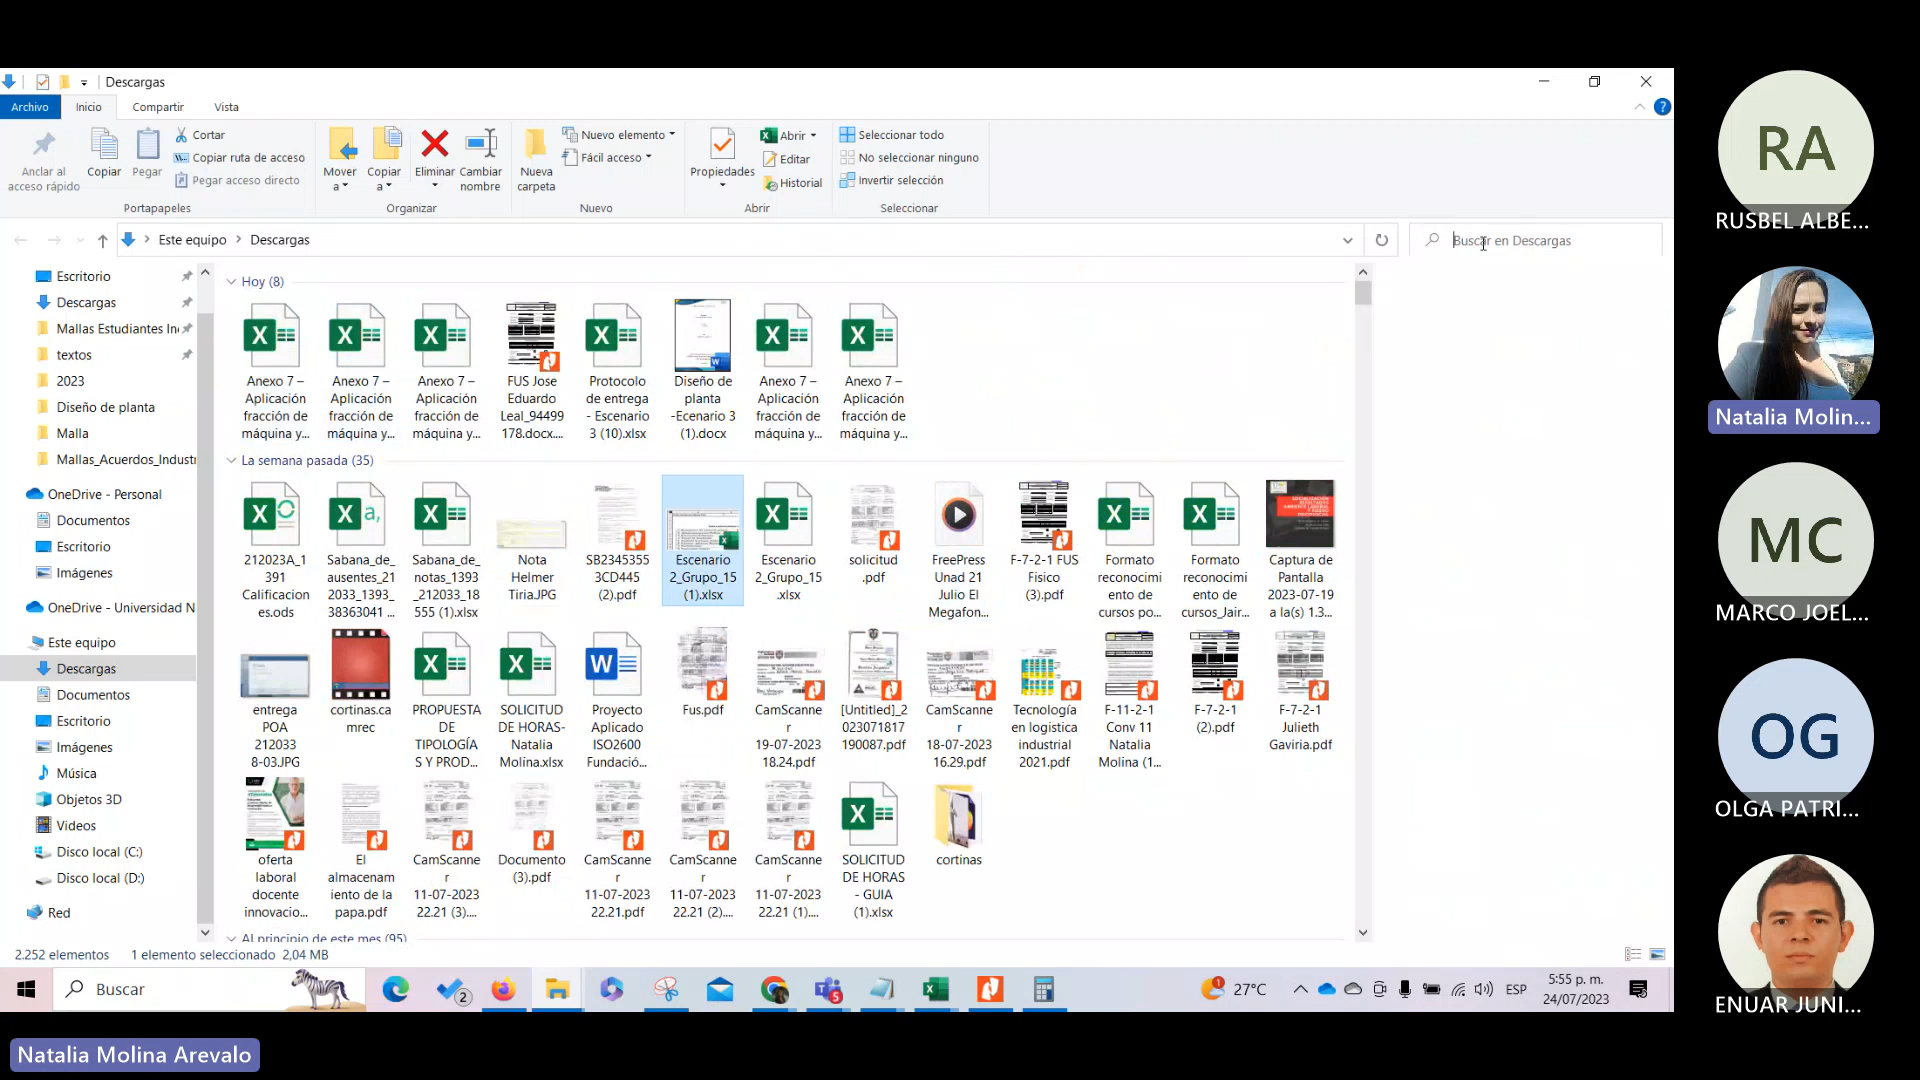 Descargas
Archivo
Inicio
Compartir
Vista
Anclar al
acceso rápido
Copiar
Pegar
Cortar
Copiar ruta de acceso
Pegar acceso directo
Portapapeles
Mover
a
Copiar
a
Eliminar
Cambiar
nombre
Organizar
Nueva
carpeta
Nuevo elemento
Fácil acceso
Nuevo
Propiedades
Abrir
Editar
Historial
Abrir
Seleccionar todo
No seleccionar ninguno
Invertir selección
Seleccionar
Este equipo
Descargas
Buscar en Descargas
Escritorio
Descargas
Mallas Estudiantes In
textos
2023
Diseño de planta
Malla
Mallas_Acuerdos_Industr
OneDrive - Personal
Documentos
Escritorio
Imágenes
OneDrive - Universidad N
Este equipo
Descargas
Documentos
Escritorio
Imágenes
Música
Objetos 3D
Videos
Disco local (C:)
Disco local (D:)
Red
Hoy (8)
Anexo 7 –
Aplicación
fracción de
máquina y...
Anexo 7 –
Aplicación
fracción de
máquina y...
Anexo 7 –
Aplicación
fracción de
máquina y...
FUS Jose
Eduardo
Leal_94499
178.docx....
Protocolo
de entrega
- Escenario
3 (10).xlsx
Diseño de
planta
-Ecenario 3
(1).docx
Anexo 7 –
Aplicación
fracción de
máquina y...
Anexo 7 –
Aplicación
fracción de
máquina y...
La semana pasada (35)
212023A_1
391
Calificacion
es.ods
Sabana_de_
ausentes_21
2033_1393_
38363041 ...
Sabana_de_
notas_1393
_212033_18
555 (1).xlsx
Nota
Helmer
Tiria.JPG
SB2345355
3CD445
(2).pdf
Escenario
2_Grupo_15
(1).xlsx
Escenario
2_Grupo_15
.xlsx
solicitud
.pdf
FreePress
Unad 21
Julio El
Megafon...
F-7-2-1 FUS
Fisico
(3).pdf
Formato
reconocimi
ento de
cursos po...
Formato
reconocimi
ento de
cursos_Jair...
Captura de
Pantalla
2023-07-19
a la(s) 1.3...
entrega
POA
212033
8-03.JPG
cortinas.ca
mrec
PROPUESTA
DE
TIPOLOGÍA
S Y PROD...
SOLICITUD
DE HORAS-
Natalia
Molina.xlsx
Proyecto
Aplicado
ISO2600
Fundació...
Fus.pdf
CamScanne
r
19-07-2023
18.24.pdf
[Untitled]_2
023071817
190087.pdf
CamScanne
r
18-07-2023
16.29.pdf
Tecnología
en logistica
industrial
2021.pdf
F-11-2-1
Conv 11
Natalia
Molina (1...
F-7-2-1
(2).pdf
F-7-2-1
Julieth
Gaviria.pdf
oferta
laboral
docente
innovacio...
El
almacenam
iento de la
papa.pdf
CamScanne
r
11-07-2023
22.21 (3)....
Documento
(3).pdf
CamScanne
r
11-07-2023
22.21.pdf
CamScanne
r
11-07-2023
22.21 (2)....
CamScanne
r
11-07-2023
22.21 (1)....
SOLICITUD
DE HORAS
- GUIA
(1).xlsx
cortinas
Al principio de este mes (95)
2.252 elementos
1 elemento seleccionado 2,04 MB
Buscar
2
5
1
27°C
ESP
5:55 p. m.
24/07/2023
Natalia Molina Arevalo
RA
RUSBEL ALBE...
Natalia Molin...
MC
MARCO JOEL...
OG
OLGA PATRI...
ENUAR JUNI...